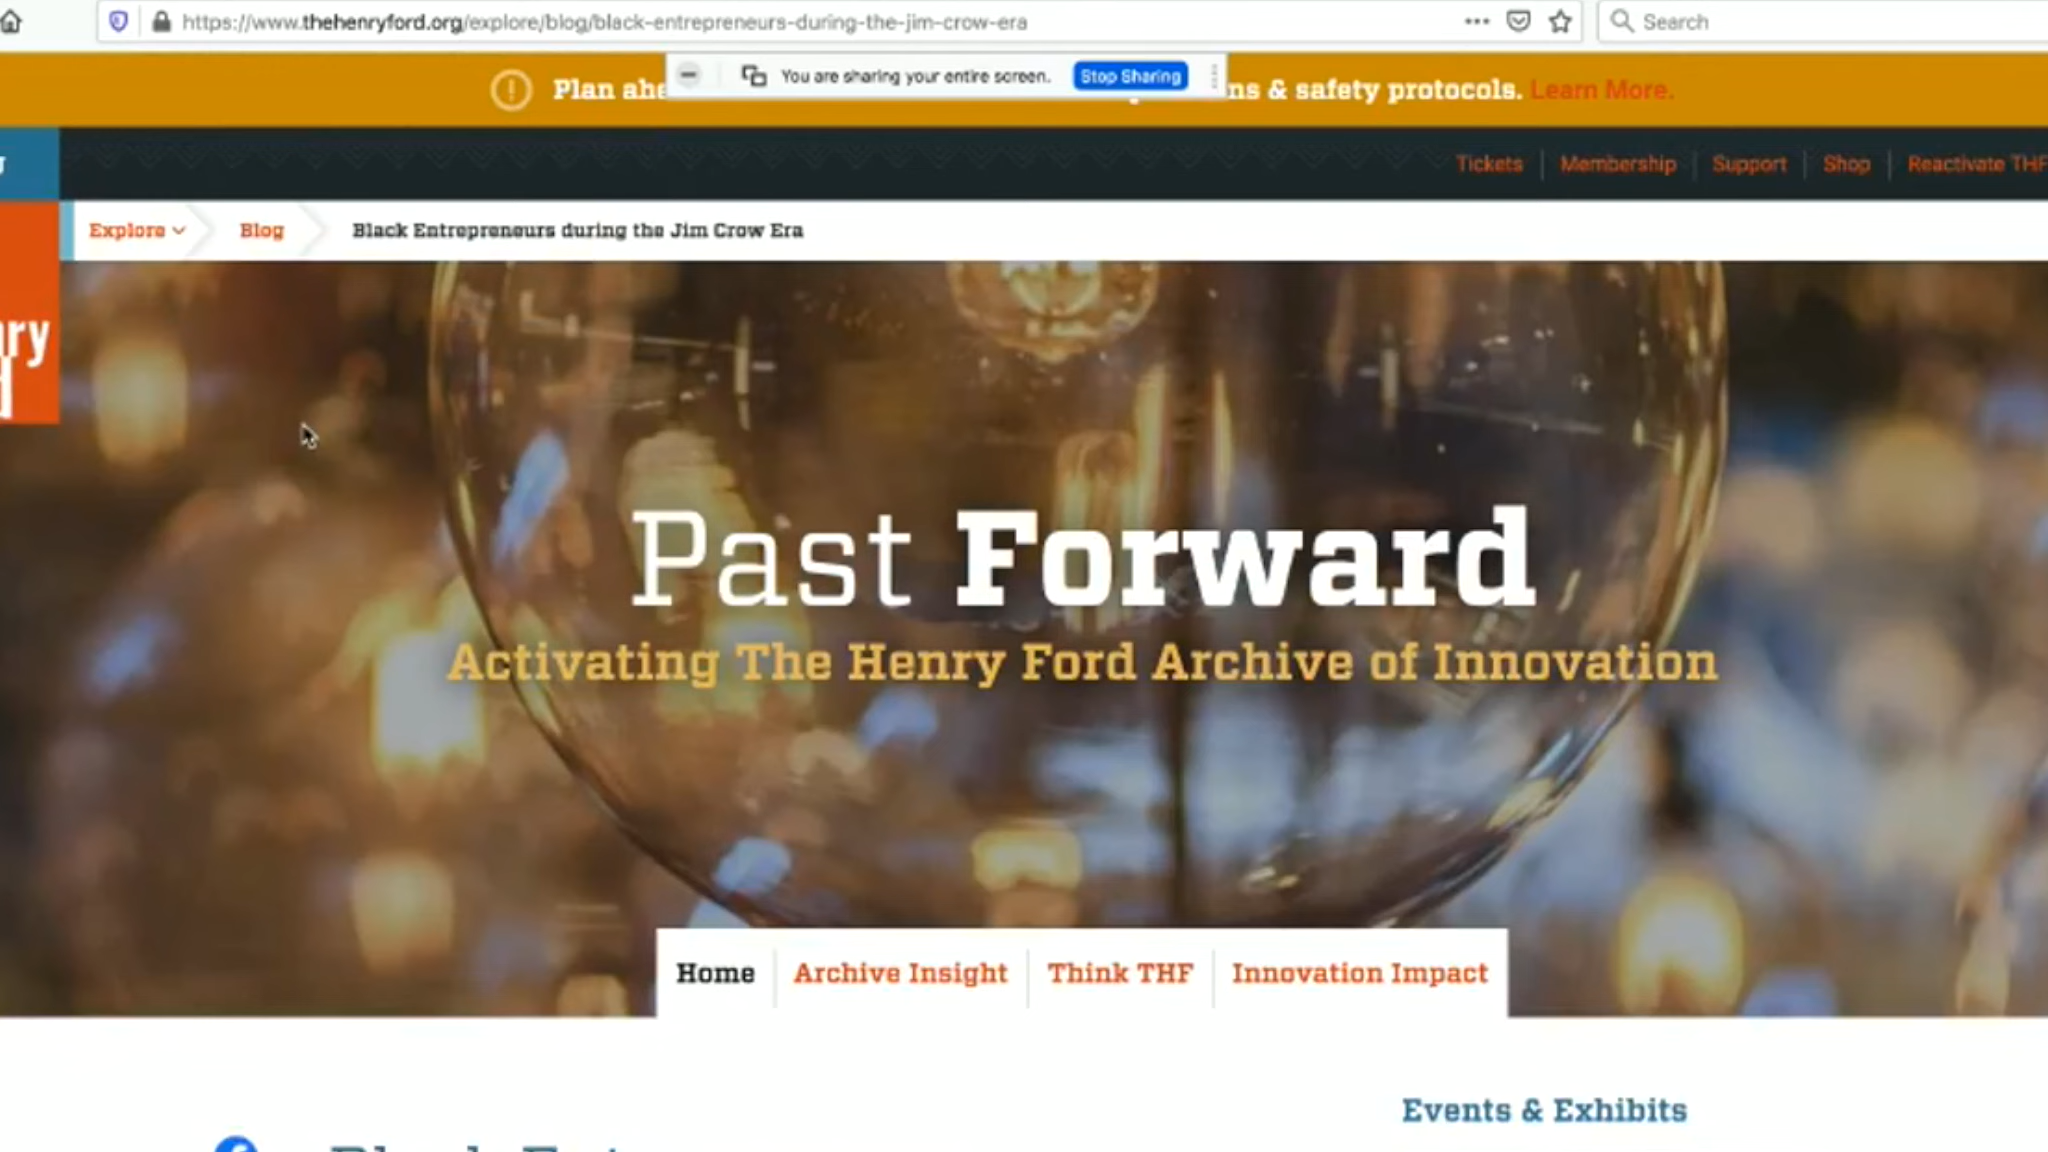 https://www.thehenryford.org/explore/blog/black-entrepreneurs-during-the-jim-crow-era
Search
You are sharing your entire screen.
Stop Sharing
Plan
ns & safety protocols. Learn More.
Tickets
Membership
Support
Shop
Reactivate THF
Explore
Blog
Black Entrepreneurs during the Jim Crow Era
ry
Past Forward
Activating The Henry Ford Archive of Innovation
Home
Archive Insight
Think THF
Innovation Impact
Events & Exhibits